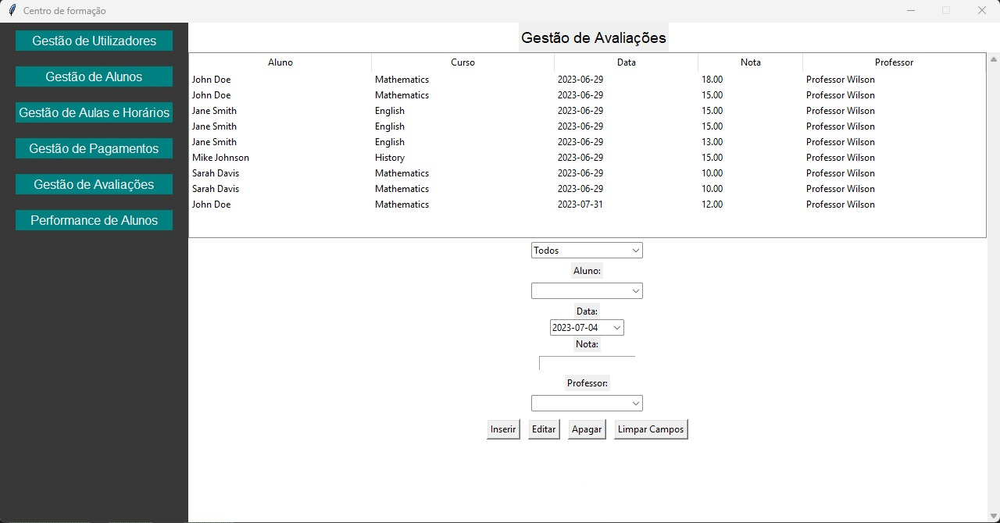 Centro de formação
Gestão de Utilizadores
Gestão de Alunos
Gestão de Aulas e Horários
Gestão de Pagamentos
Gestão de Avaliações
Performance de Alunos
Gestão de Avaliações
Aluno Curso Data Nota Professor
John Doe Mathematics 2023-06-29 18.00 Professor Wilson
John Doe Mathematics 2023-06-29 15.00 Professor Wilson
Jane Smith English 2023-06-29 15.00 Professor Wilson
Jane Smith English 2023-06-29 15.00 Professor Wilson
Jane Smith English 2023-06-29 13.00 Professor Wilson
Mike Johnson History 2023-06-29 15.00 Professor Wilson
Sarah Davis Mathematics 2023-06-29 10.00 Professor Wilson
Sarah Davis Mathematics 2023-06-29 10.00 Professor Wilson
John Doe Mathematics 2023-07-31 12.00 Professor Wilson
Todos
Aluno:
Data:
2023-07-04
Nota:
Professor:
Inserir Editar Apagar Limpar Campos